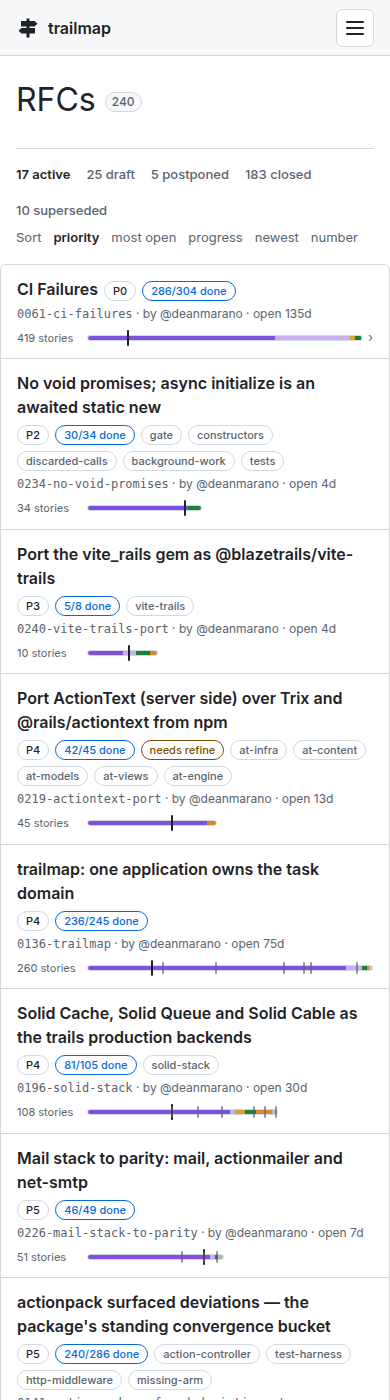 trailmap
RFCs 240
17 active 25 draft 5 postponed 183 closed
10 superseded
Sort priority most open progress newest number
CI Failures P0 286/304 done
0061-ci-failures · by @deanmarano · open 135d
419 stories ›
No void promises; async initialize is an
awaited static new
P2 30/34 done gate constructors
discarded-calls background-work tests
0234-no-void-promises · by @deanmarano · open 4d
34 stories
Port the vite_rails gem as @blazetrails/vite-
trails
P3 5/8 done vite-trails
0240-vite-trails-port · by @deanmarano · open 4d
10 stories
Port ActionText (server side) over Trix and
@rails/actiontext from npm
P4 42/45 done needs refine at-infra at-content
at-models at-views at-engine
0219-actiontext-port · by @deanmarano · open 13d
45 stories
trailmap: one application owns the task
domain
P4 236/245 done
0136-trailmap · by @deanmarano · open 75d
260 stories
Solid Cache, Solid Queue and Solid Cable as
the trails production backends
P4 81/105 done solid-stack
0196-solid-stack · by @deanmarano · open 30d
108 stories
Mail stack to parity: mail, actionmailer and
net-smtp
P5 46/49 done
0226-mail-stack-to-parity · by @deanmarano · open 7d
51 stories
actionpack surfaced deviations — the
package's standing convergence bucket
P5 240/286 done action-controller test-harness
http-middleware missing-arm